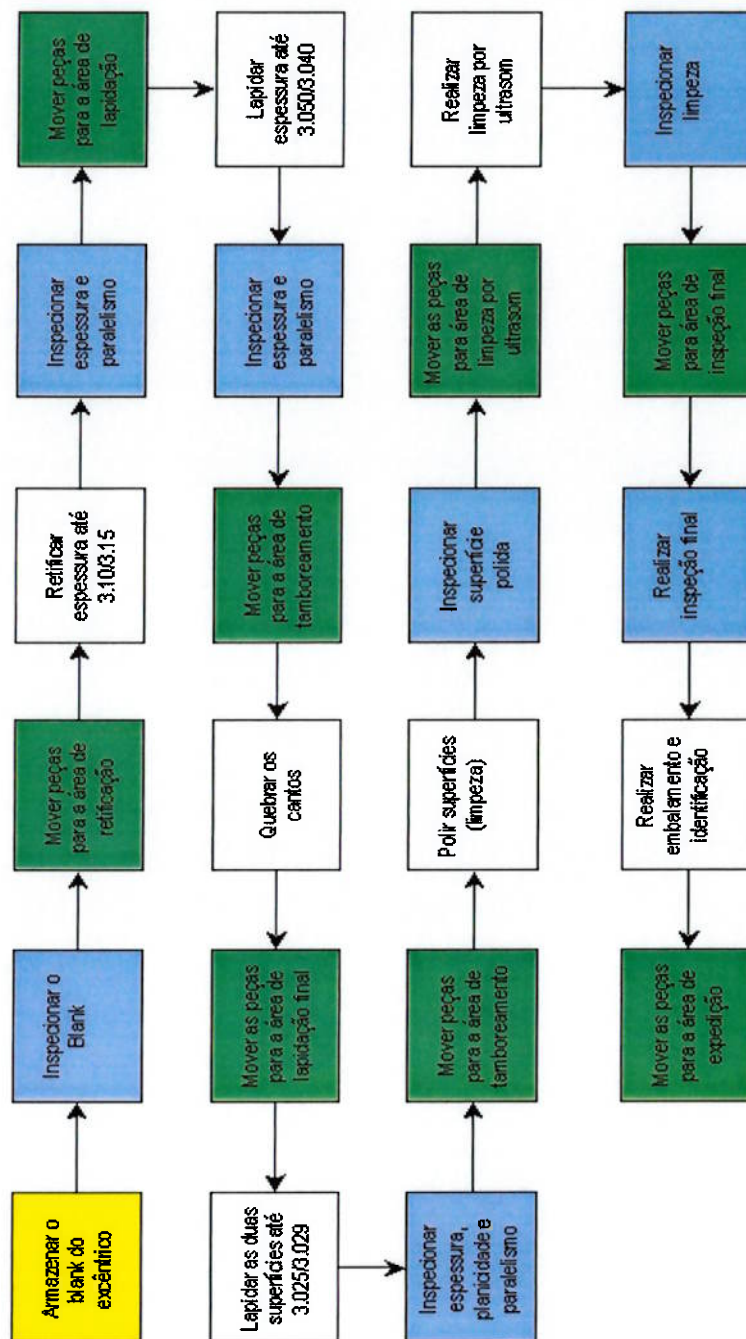 Armazenar o
blank do
excêntrico
Inspecionar o
Blank
Mover peças
para a área de
retificação
Retificar
espessura até
3.10/3.15
Inspecionar
espessura e
paralelismo
Mover peças
para a área de
lapidação
Lapidar
espessura até
3.050/3.040
Inspecionar
espessura e
paralelismo
Mover peças
para a área de
tamboreamento
Quebrar os
cantos
Mover as peças
para a área de
lapidação final
Lapidar as duas
superfícies até
3.025/3.029
Inspecionar
espessura,
planicidade e
paralelismo
Mover peças
para a área de
tamboreamento
Polir superfícies
(limpeza)
Inspecionar
superfície
polida
Mover as peças
para área de
limpeza por
ultrasom
Realizar
limpeza por
ultrasom
Inspecionar
limpeza
Mover peças
para área de
inspeção final
Realizar
inspeção final
Realizar
embalamento e
identificação
Mover as peças
para a área de
expedição